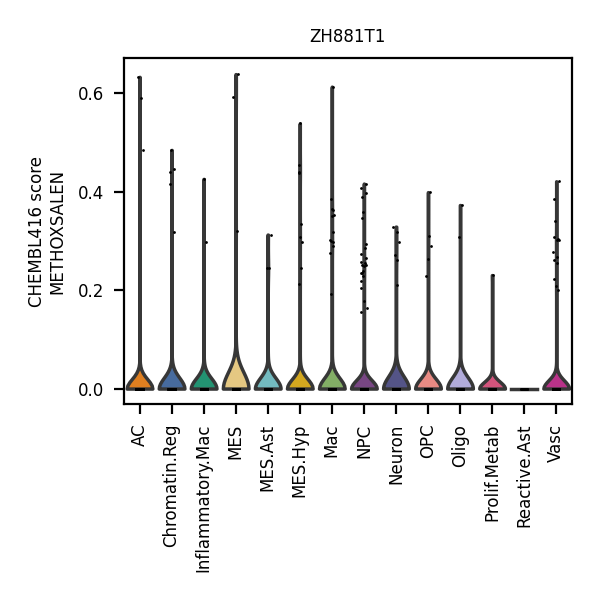 ZH881T1
CHEMBL416 score
METHOXSALEN
0.6
0.4
0.2
0.0
AC
Chromatin.Reg
Inflammatory.Mac
MES
MES.Ast
MES.Hyp
Mac
NPC
Neuron
OPC
Oligo
Prolif.Metab
Reactive.Ast
Vasc